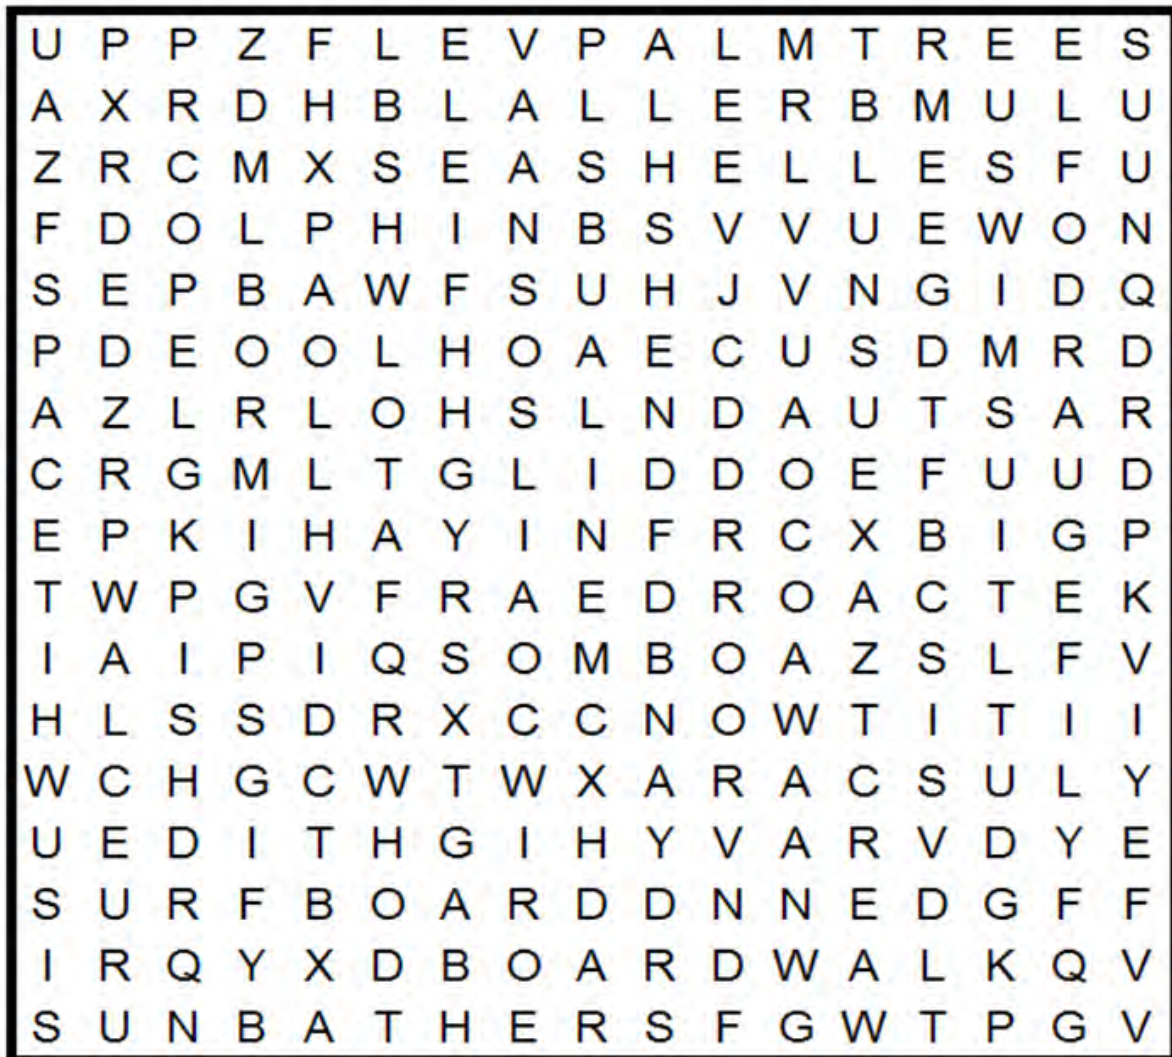 U P P Z F L E V P A L M T R E E S
A X R D H B L A L L E R B M U L U
Z R C M X S E A S H E L L E S F U
F D O L P H I N B S V V U E W O N
S E P B A W F S U H J V N G I D Q
P D E O O L H O A E C U S D M R D
A Z L R L O H S L N D A U T S A R
C R G M L T G L I D D O E F U U D
E P K I H A Y I N F R C X B I G P
T W P G V F R A E D R O A C T E K
I A I P I Q S O M B O A Z S L F V
H L S S D R X C C N O W T I T I I
W C H G C W T W X A R A C S U L Y
U E D I T H G I H Y V A R V D Y E
S U R F B O A R D D N N E D G F F
I R Q Y X D B O A R D W A L K Q V
S U N B A T H E R S F G W T P G V